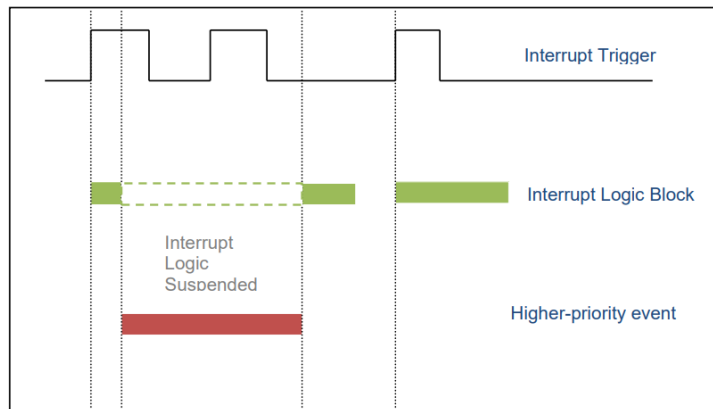 Interrupt Trigger
Interrupt Logic Block
Interrupt
Logic
Suspended
Higher-priority event